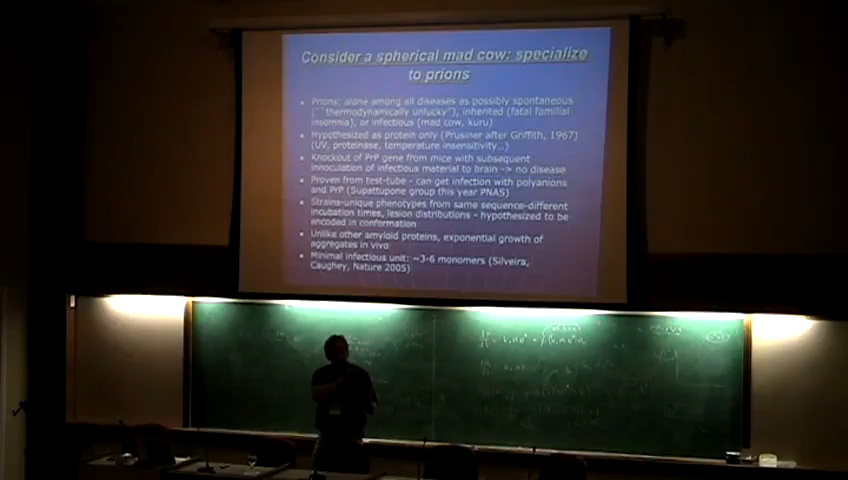 Consider a spherical mad cow: specialize
to prions
Prions: alone among all diseases as possibly spontaneous
(``thermodynamically unlucky''), inherited (fatal familial
insomnia), or infectious (mad cow, kuru)
Hypothesized as protein only (Prusiner after Griffith, 1967)
(UV, proteinase, temperature insensitivity...)
Knockout of PrP gene from mice with subsequent
innoculation of infectious material to brain -> no disease
Proven from test-tube - can get infection with polyanions
and PrP (Supattupone group this year PNAS)
Strains-unique phenotypes from same sequence-different
incubation times, lesion distributions - hypothesized to be
encoded in conformation
Unlike other amyloid proteins, exponential growth of
aggregates in vivo
Minimal infectious unit: ~3-6 monomers (Silveira,
Caughey, Nature 2005)